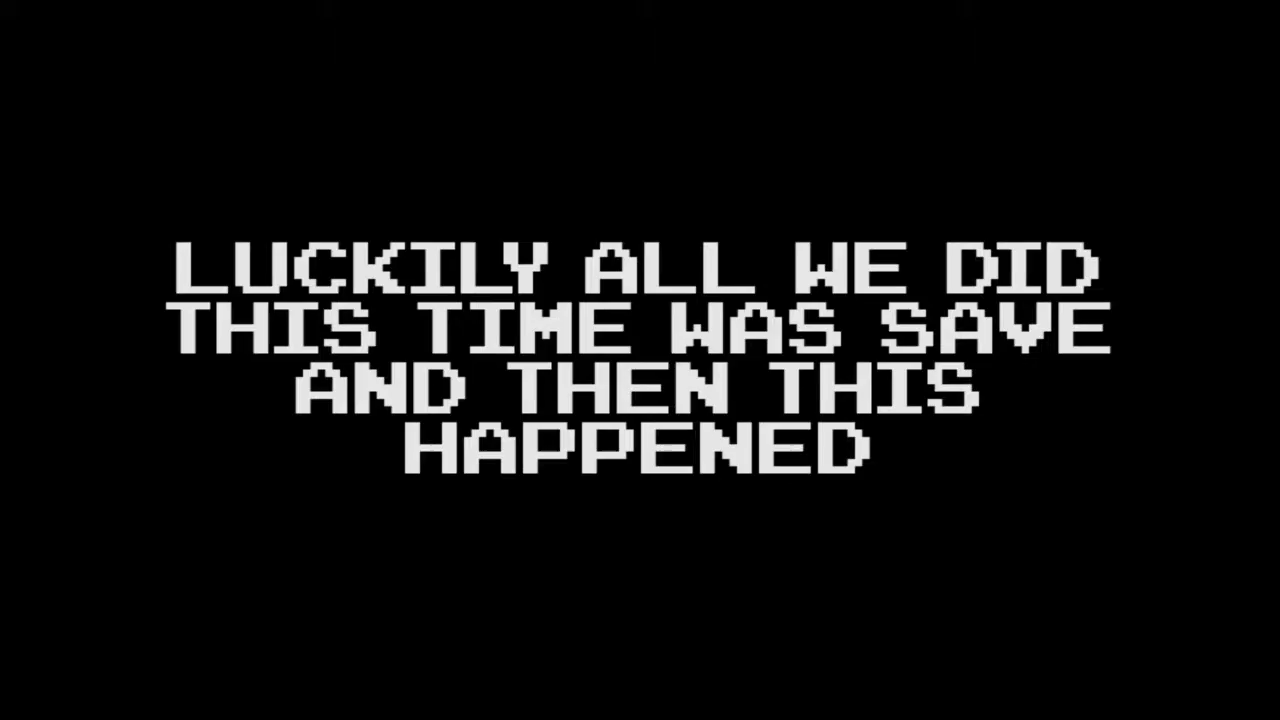 LUCKILY ALL WE DID
THIS TIME WAS SAVE
AND THEN THIS
HAPPENED